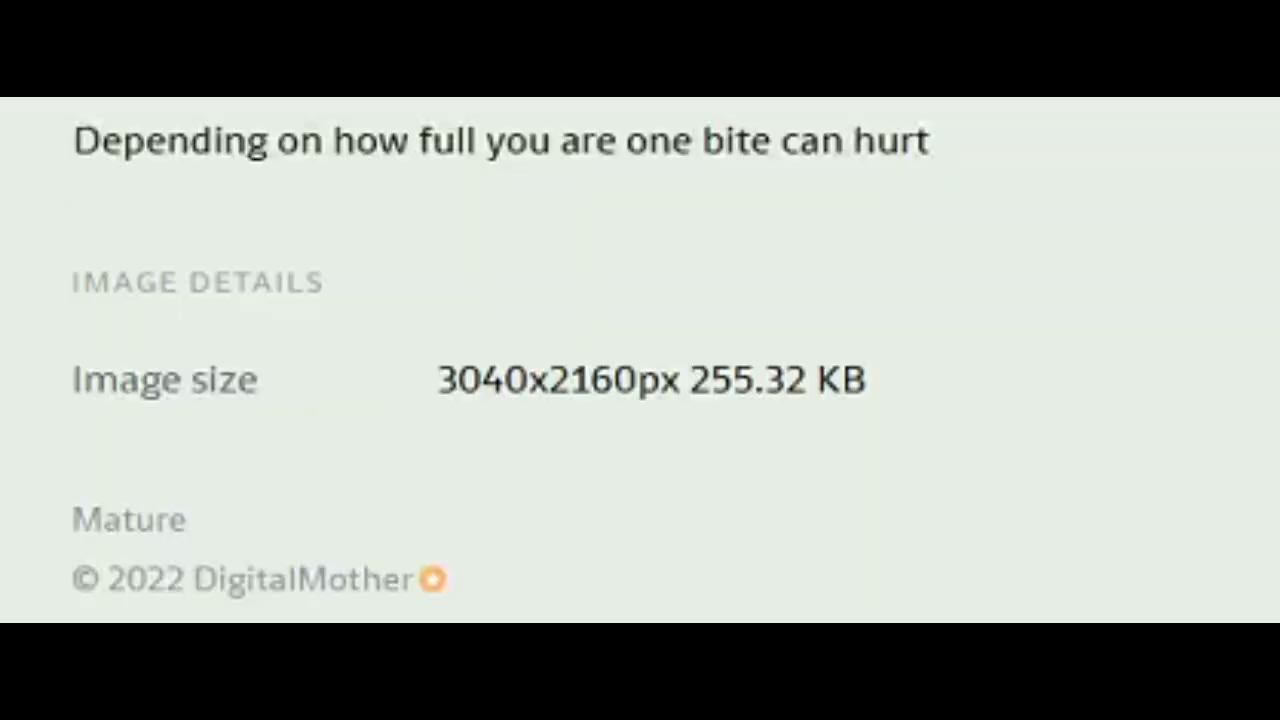 Depending on how full you are one bite can hurt
IMAGE DETAILS
Image size 3040x2160px 255.32 KB
Mature
© 2022 DigitalMother